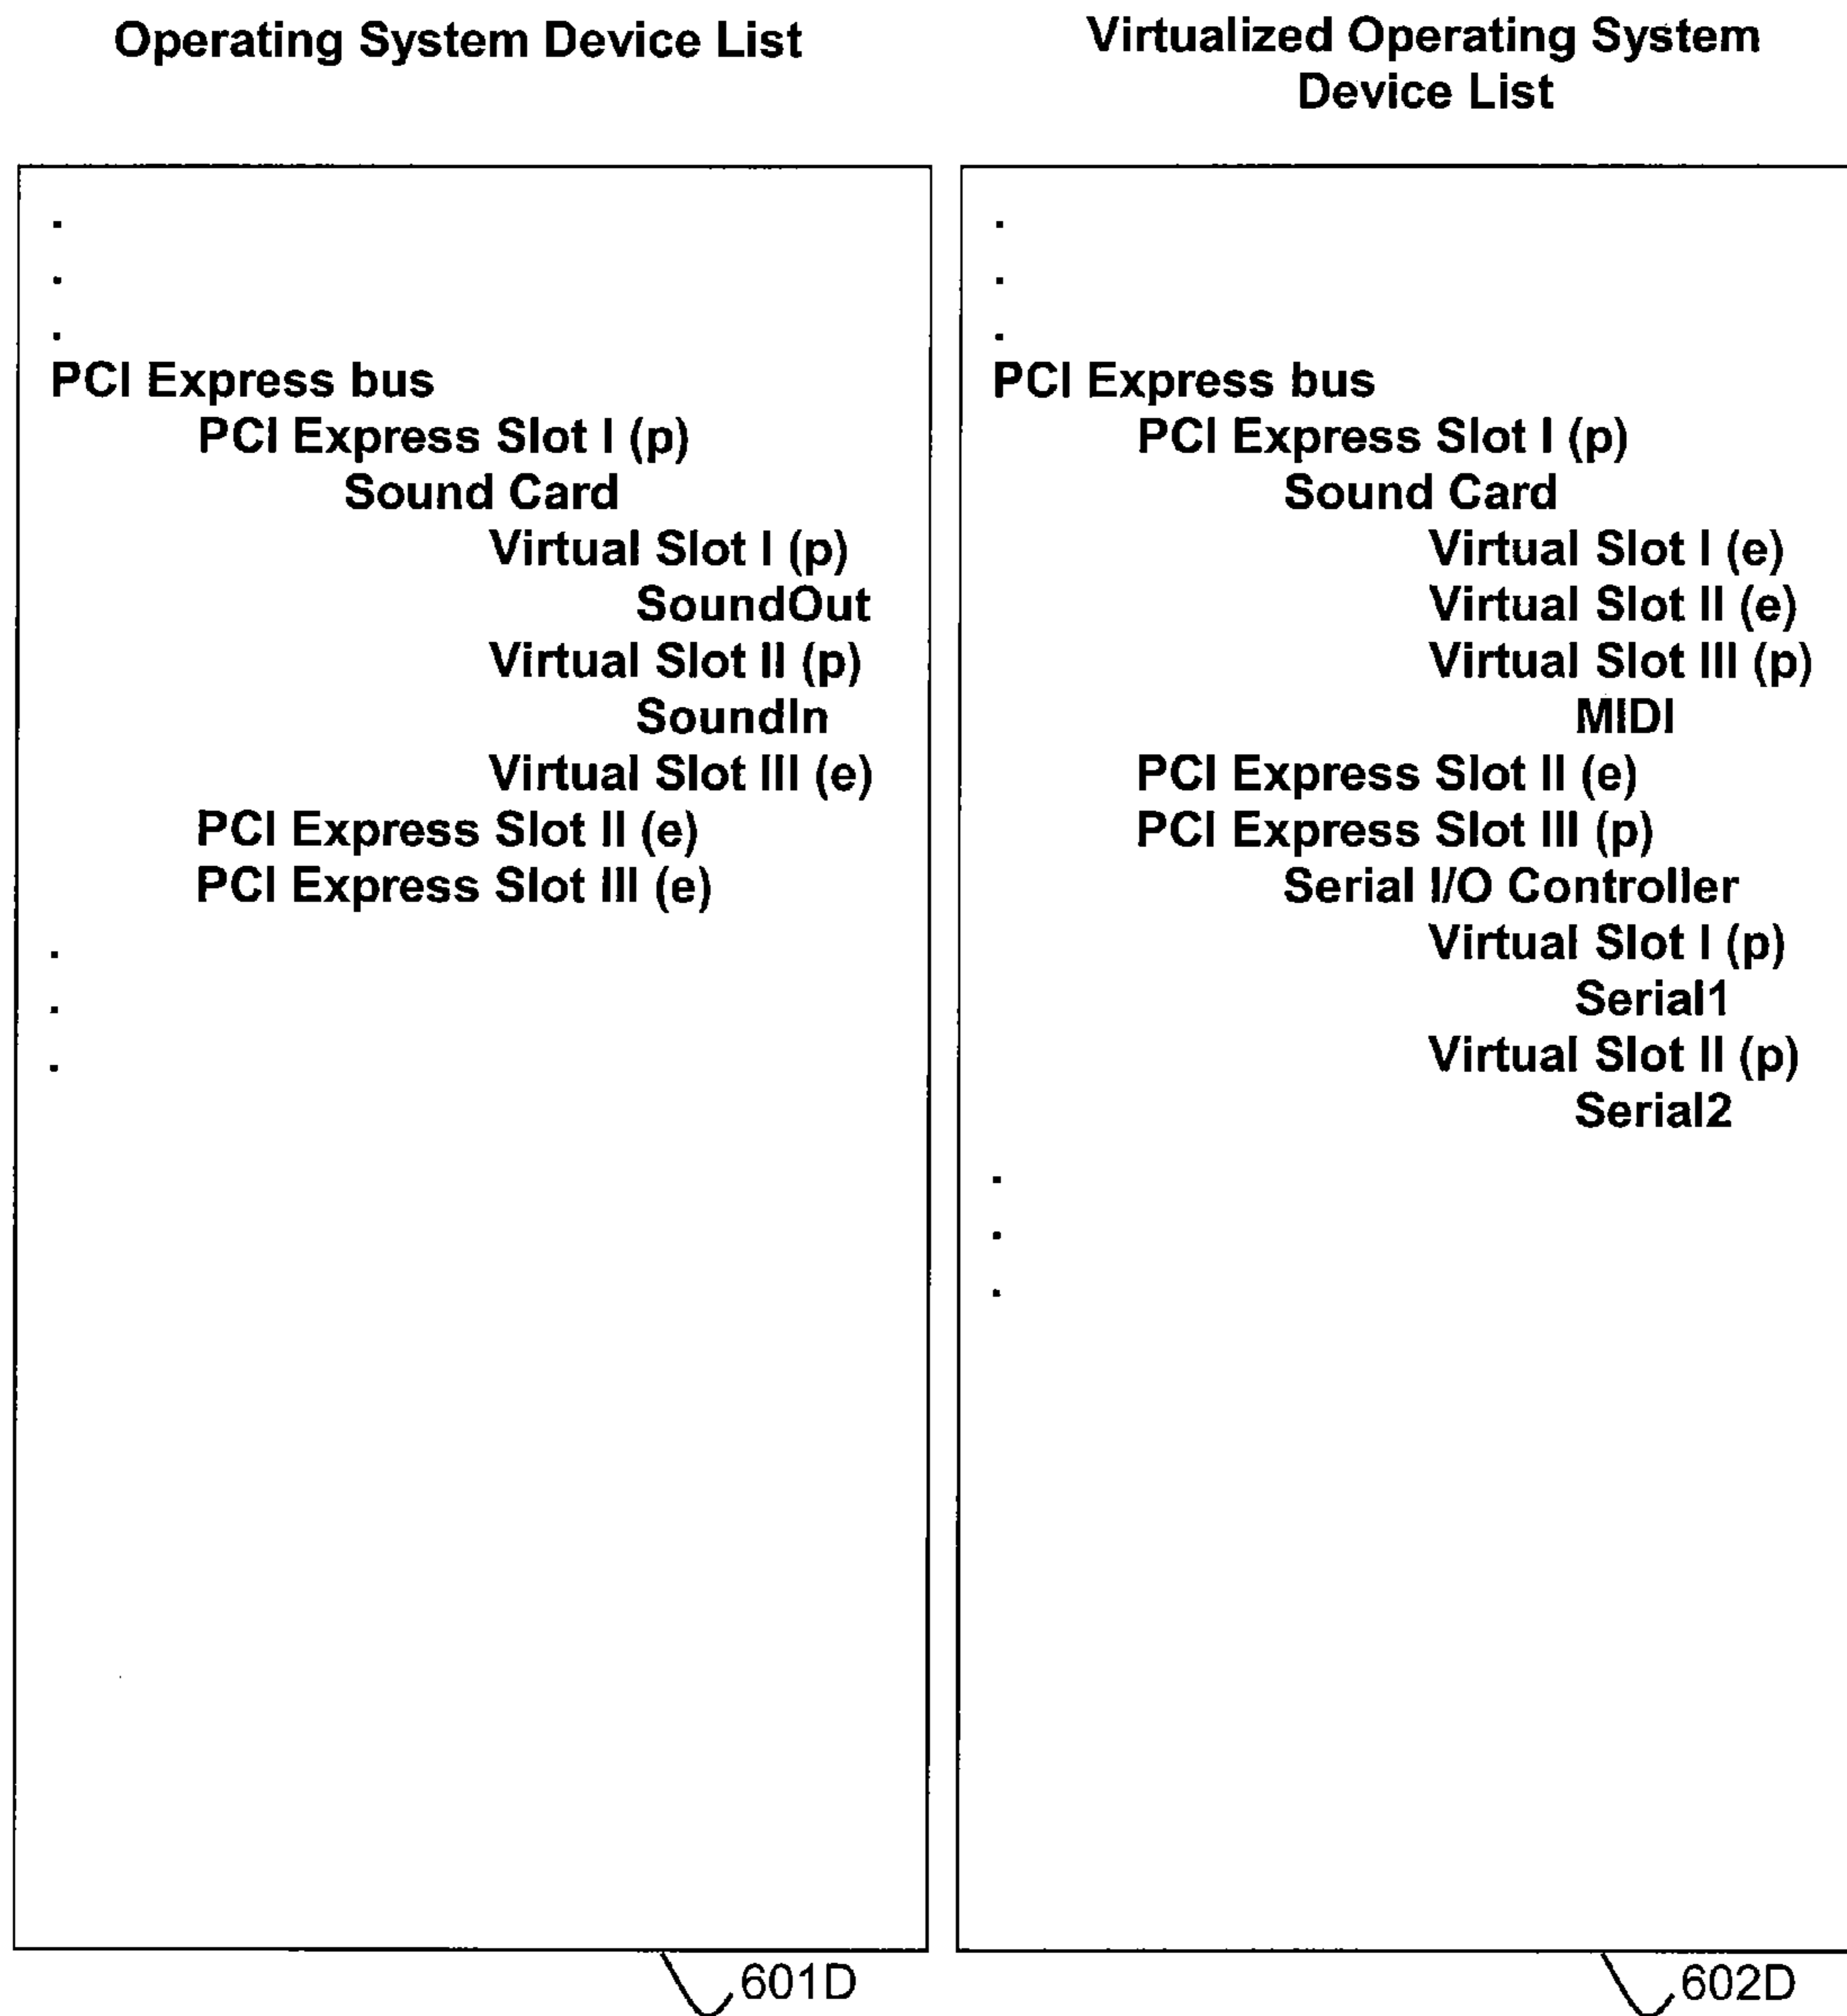 Operating System Device List
.
.
.
PCI Express bus
PCI Express Slot I (p)
Sound Card
Virtual Slot I (p)
SoundOut
Virtual Slot II (p)
SoundIn
Virtual Slot III (e)
PCI Express Slot II (e)
PCI Express Slot III (e)
.
.
.
601D
Virtualized Operating System
Device List
.
.
.
PCI Express bus
PCI Express Slot I (p)
Sound Card
Virtual Slot I (e)
Virtual Slot II (e)
Virtual Slot III (p)
MIDI
PCI Express Slot II (e)
PCI Express Slot III (p)
Serial I/O Controller
Virtual Slot I (p)
Serial1
Virtual Slot II (p)
Serial2
.
.
.
602D